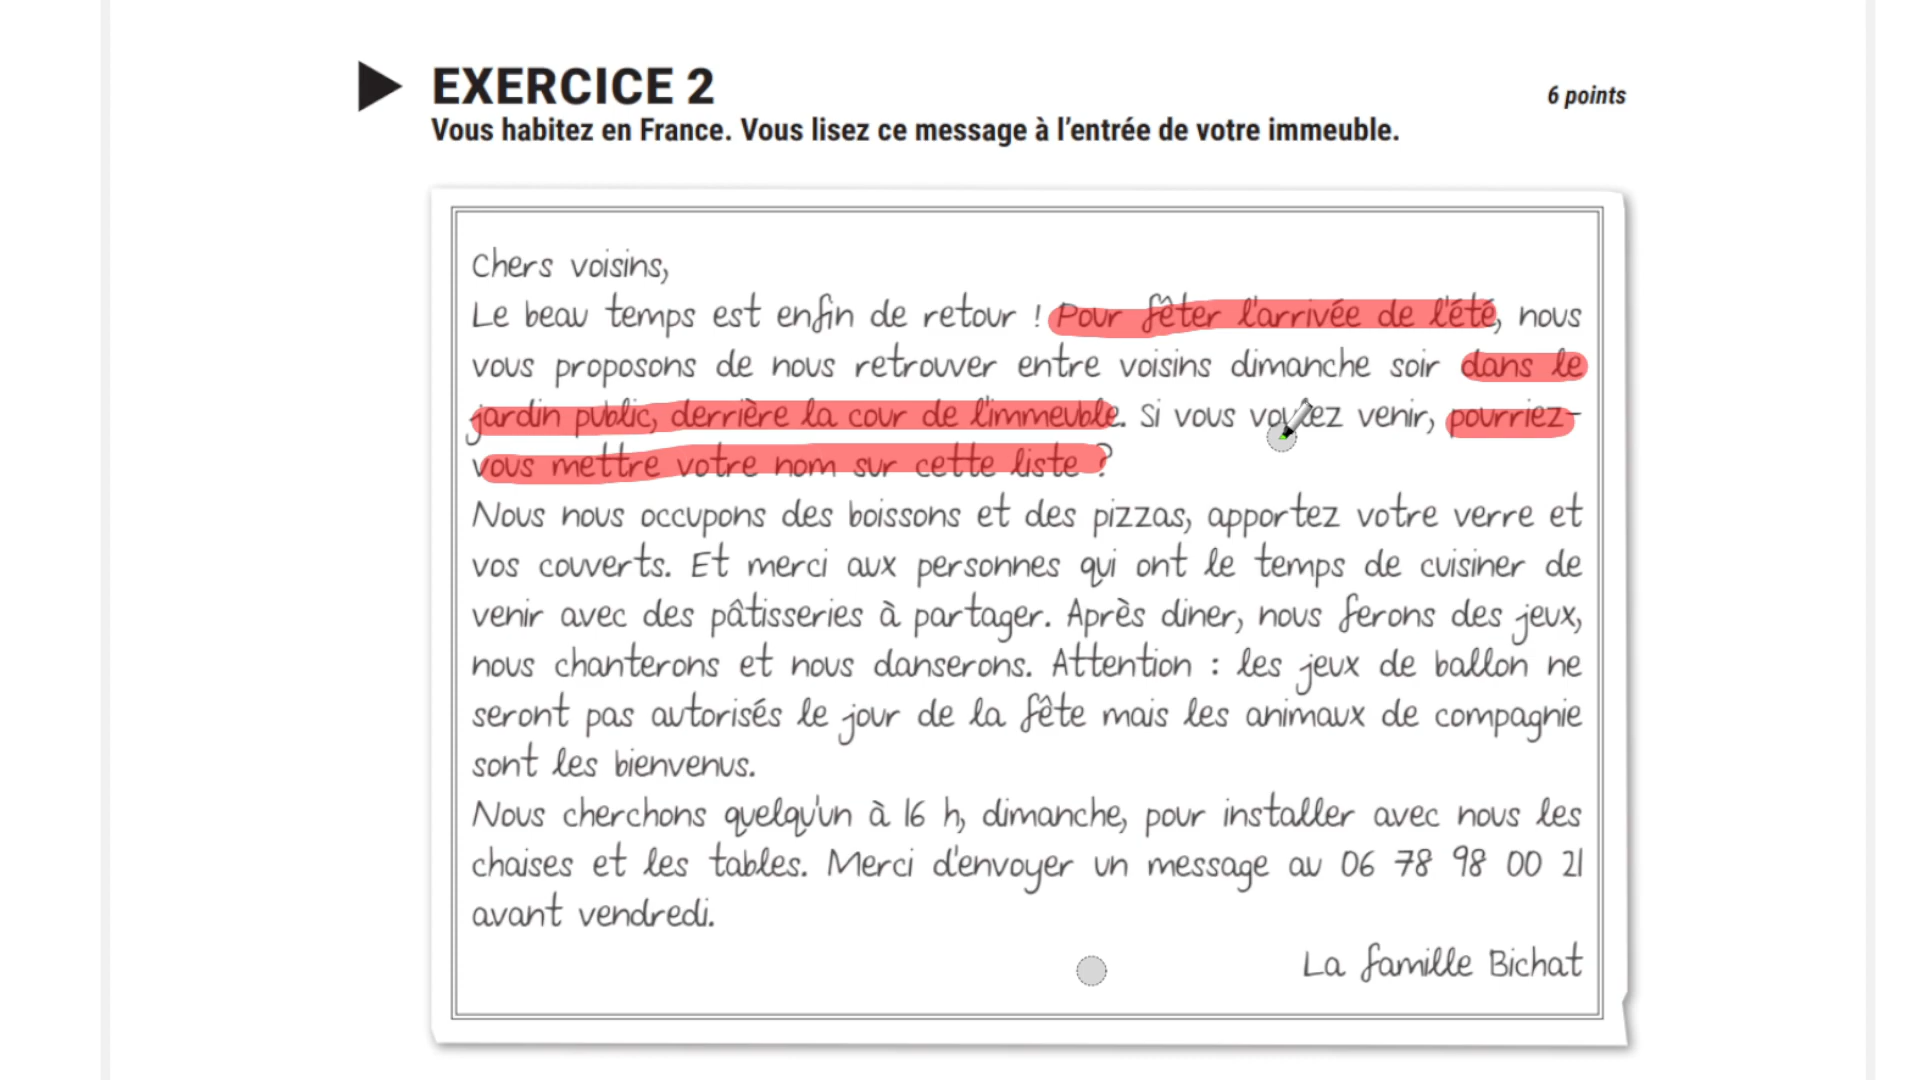 EXERCICE 2
6 points
Vous habitez en France. Vous lisez ce message à l'entrée de votre immeuble.
Chers voisins,
Le beau temps est enfin de retour ! Pour fêter l'arrivée de l'été, nous
vous proposons de nous retrouver entre voisins dimanche soir dans le
jardin public, derrière la cour de l'immeuble. Si vous voulez venir, pourriez-
vous mettre votre nom sur cette liste ?
Nous nous occupons des boissons et des pizzas, apportez votre verre et
vos couverts. Et merci aux personnes qui ont le temps de cuisiner de
venir avec des pâtisseries à partager. Après diner, nous ferons des jeux,
nous chanterons et nous danserons. Attention : les jeux de ballon ne
seront pas autorisés le jour de la fête mais les animaux de compagnie
sont les bienvenus.
Nous cherchons quelqu'un à 16 h, dimanche, pour installer avec nous les
chaises et les tables. Merci d'envoyer un message au 06 78 98 00 21
avant vendredi.
La famille Bichat